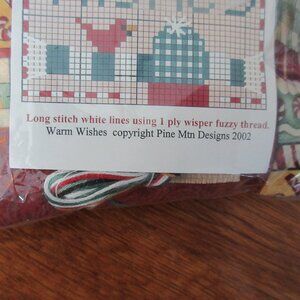 Long stitch white lines using 1 ply wisper fuzzy thread.
Warm Wishes copyright Pine Mtn Designs 2002